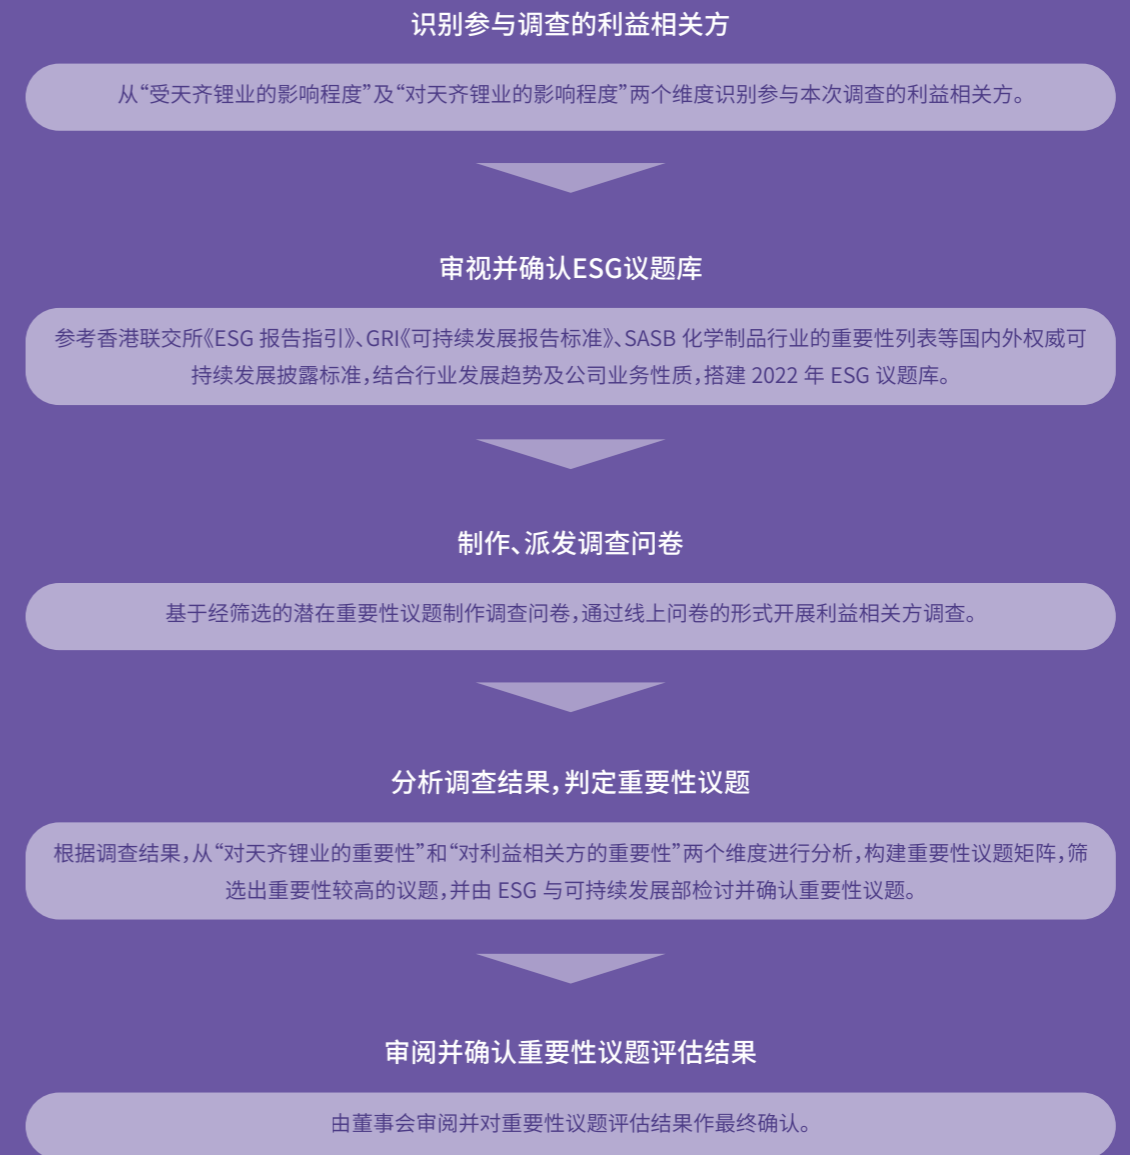 识别参与调查的利益相关方
从“受天齐锂业的影响程度”及“对天齐锂业的影响程度”两个维度识别参与本次调查的利益相关方。
审视并确认ESG议题库
参考香港联交所《ESG 报告指引》、GRI《可持续发展报告标准》、SASB 化学制品行业的重要性列表等国内外权威可
持续发展披露标准,结合行业发展趋势及公司业务性质,搭建 2022 年 ESG 议题库。
制作、派发调查问卷
基于经筛选的潜在重要性议题制作调查问卷,通过线上问卷的形式开展利益相关方调查。
分析调查结果,判定重要性议题
根据调查结果,从“对天齐锂业的重要性”和“对利益相关方的重要性”两个维度进行分析,构建重要性议题矩阵,筛
选出重要性较高的议题,并由 ESG 与可持续发展部检讨并确认重要性议题。
审阅并确认重要性议题评估结果
由董事会审阅并对重要性议题评估结果作最终确认。